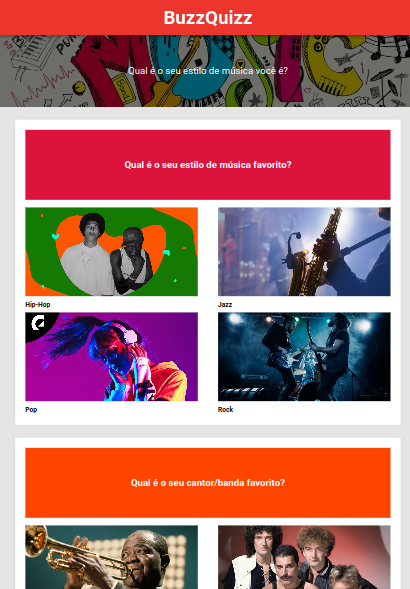 BuzzQuizz
Qual é o seu estilo de música você é?
Qual é o seu estilo de música favorito?
Hip-Hop
Jazz
Pop
Rock
Qual é o seu cantor/banda favorito?